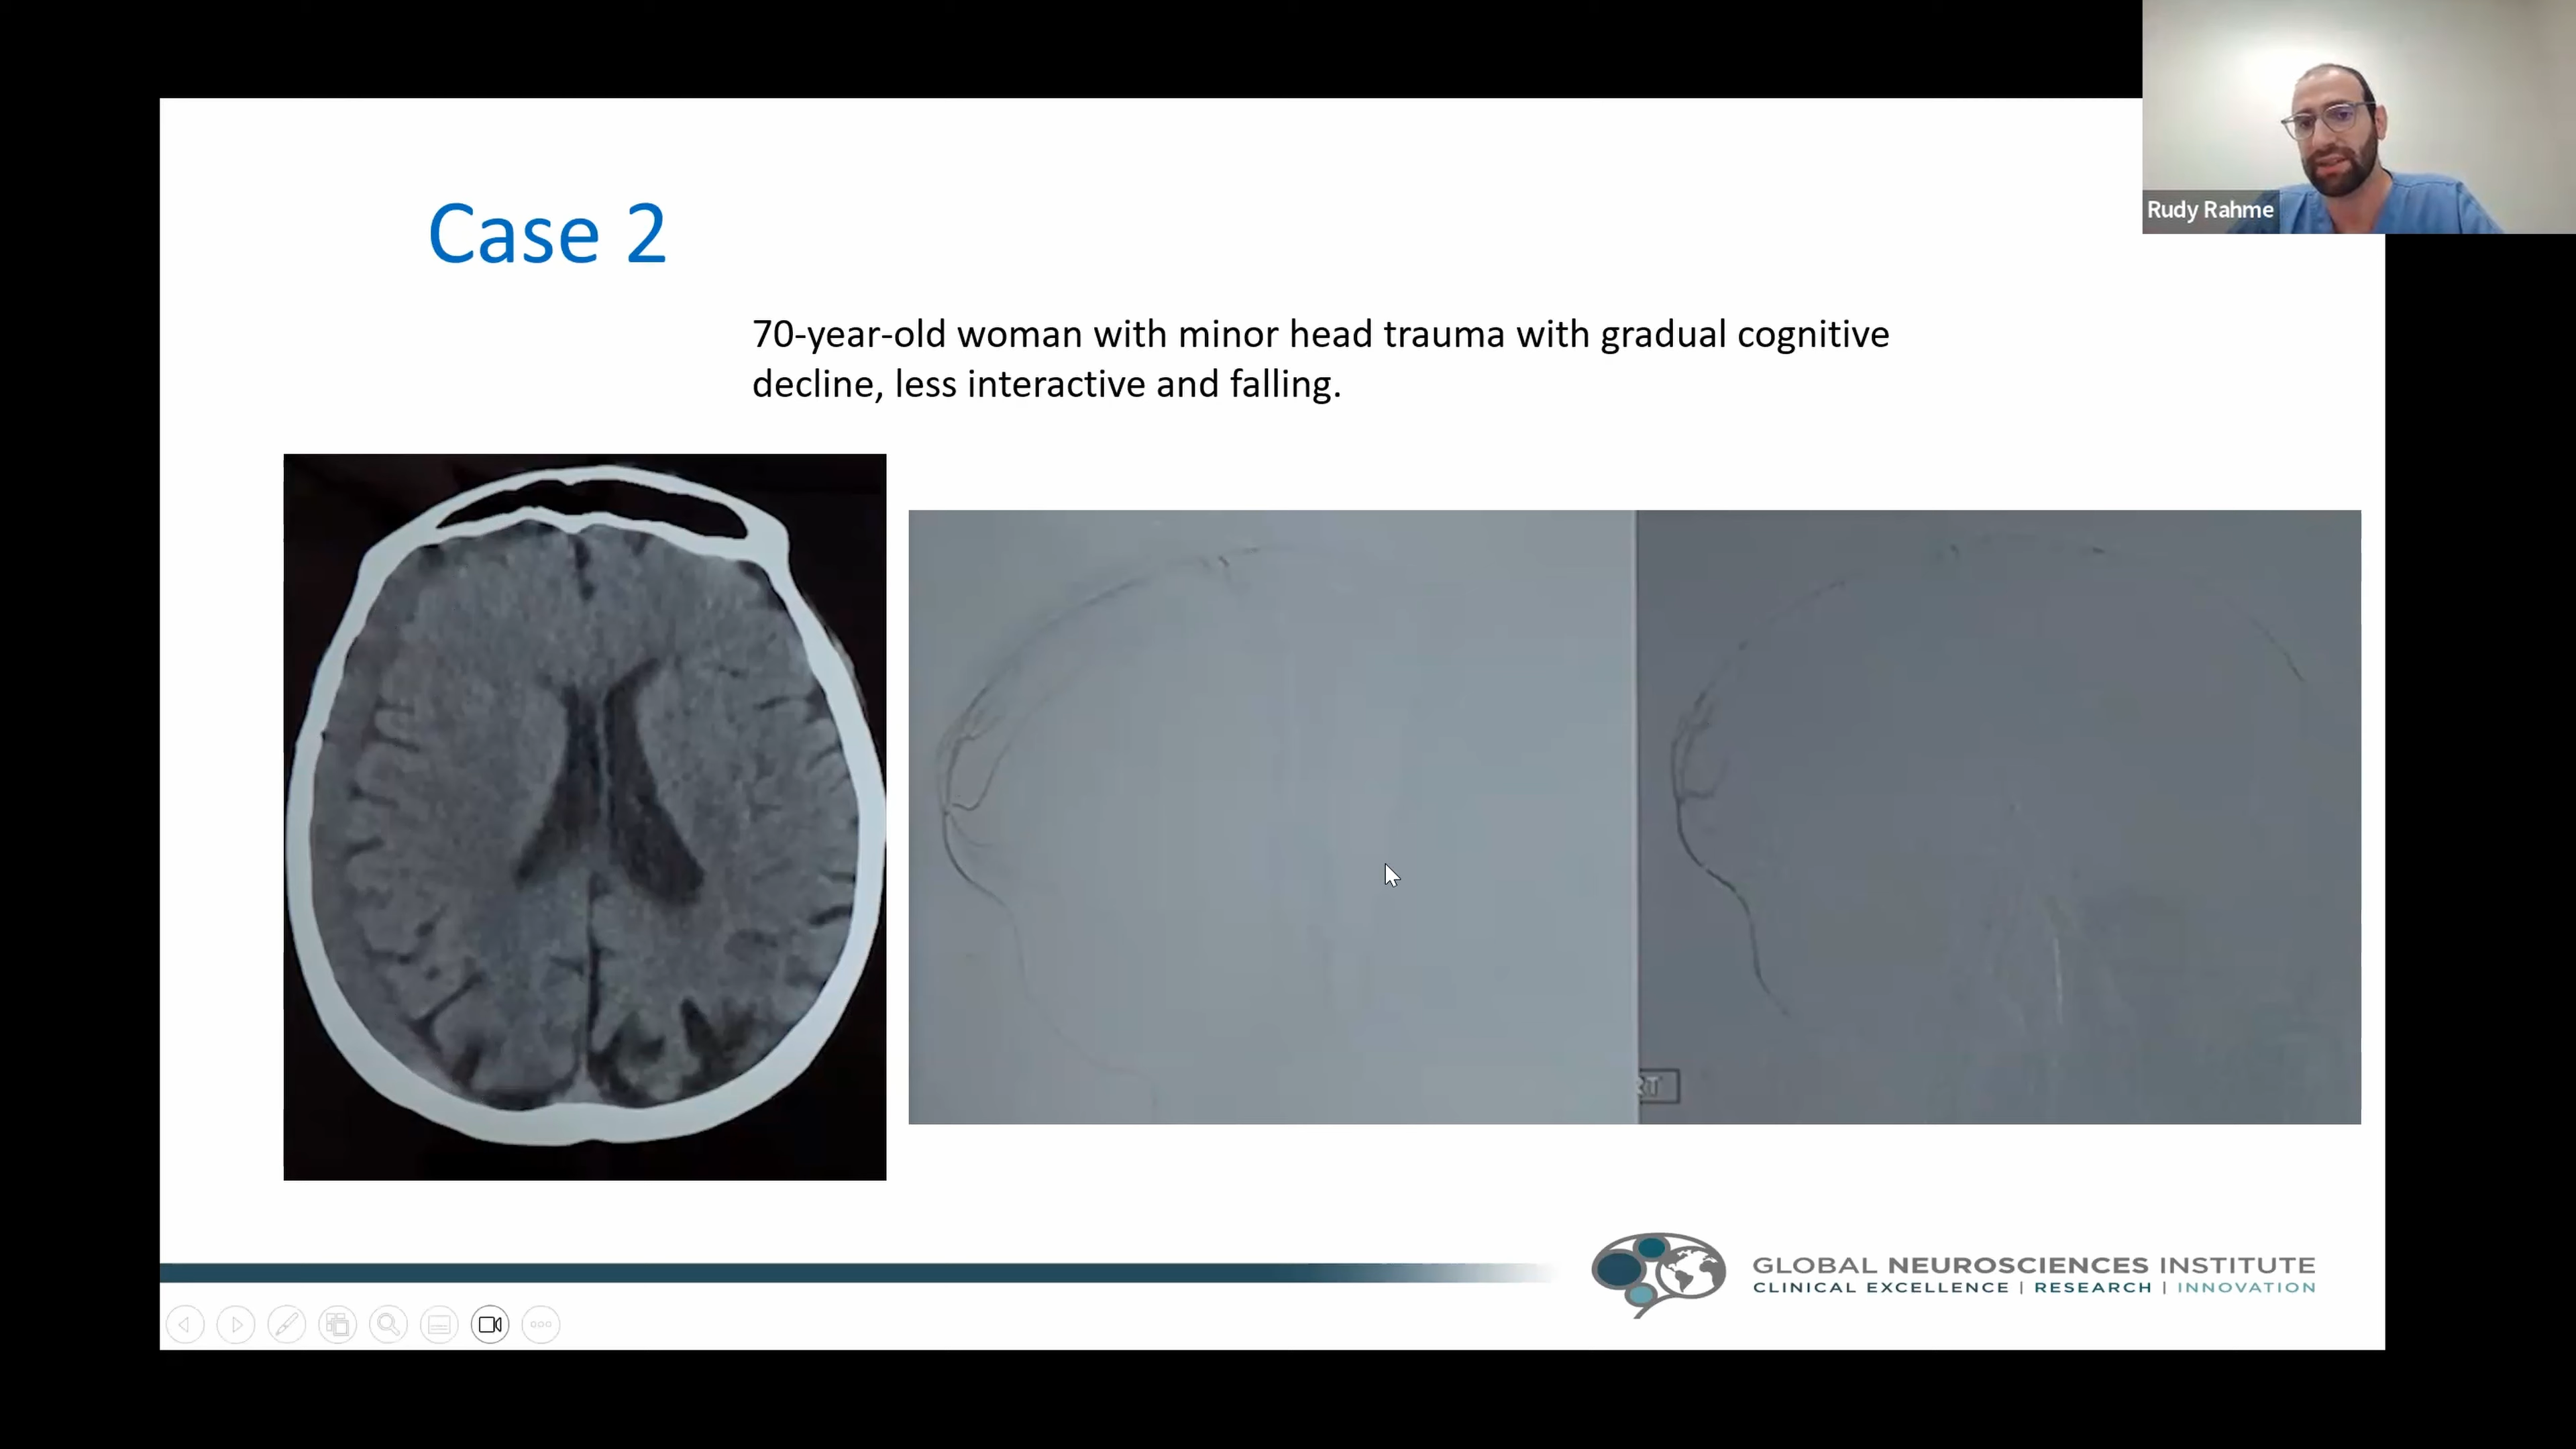 Rudy Rahme
Case 2
70-year-old woman with minor head trauma with gradual cognitive
decline, less interactive and falling.
RT
GLOBAL NEUROSCIENCES INSTITUTE
CLINICAL EXCELLENCE | RESEARCH | INNOVATION